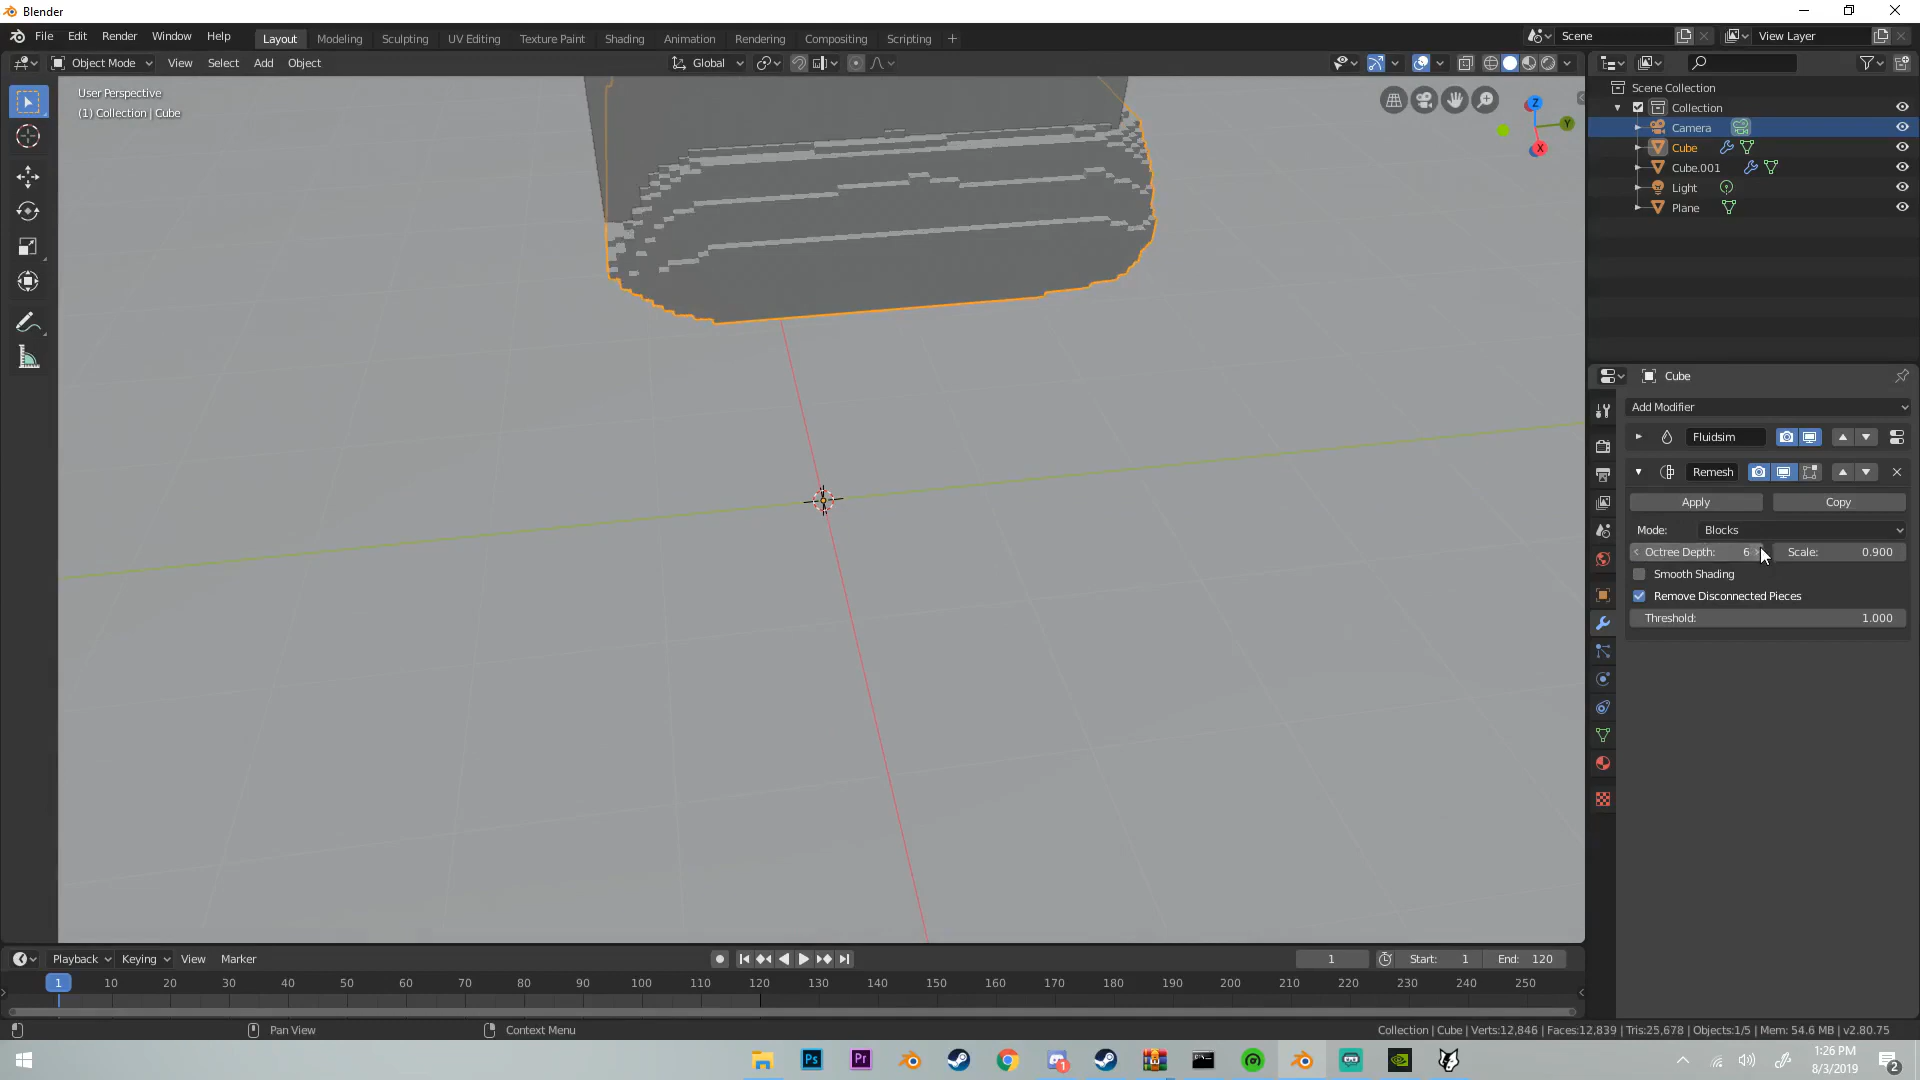 Blender
File Edit Render Window Help
Layout Modeling Sculpting UV Editing Texture Paint Shading Animation Rendering Compositing Scripting +
Scene
View Layer
Object Mode View Select Add Object
Global
User Perspective
(1) Collection | Cube
Z
Y
X
Scene Collection
Collection
Camera
Cube
Cube.001
Light
Plane
Cube
Add Modifier
Fluidsim
Remesh
Apply Copy
Mode: Blocks
Octree Depth: 6 Scale: 0.900
Smooth Shading
Remove Disconnected Pieces
Threshold: 1.000
Playback Keying View Marker
1 Start: 1 End: 120
1 10 20 30 40 50 60 70 80 90 100 110 120 130 140 150 160 170 180 190 200 210 220 230 240 250
Pan View Context Menu
Collection | Cube | Verts:12,846 | Faces:12,839 | Tris:25,678 | Objects:1/5 | Mem: 54.6 MB | v2.80.75
Ps Pr 1
1:26 PM
8/3/2019
2